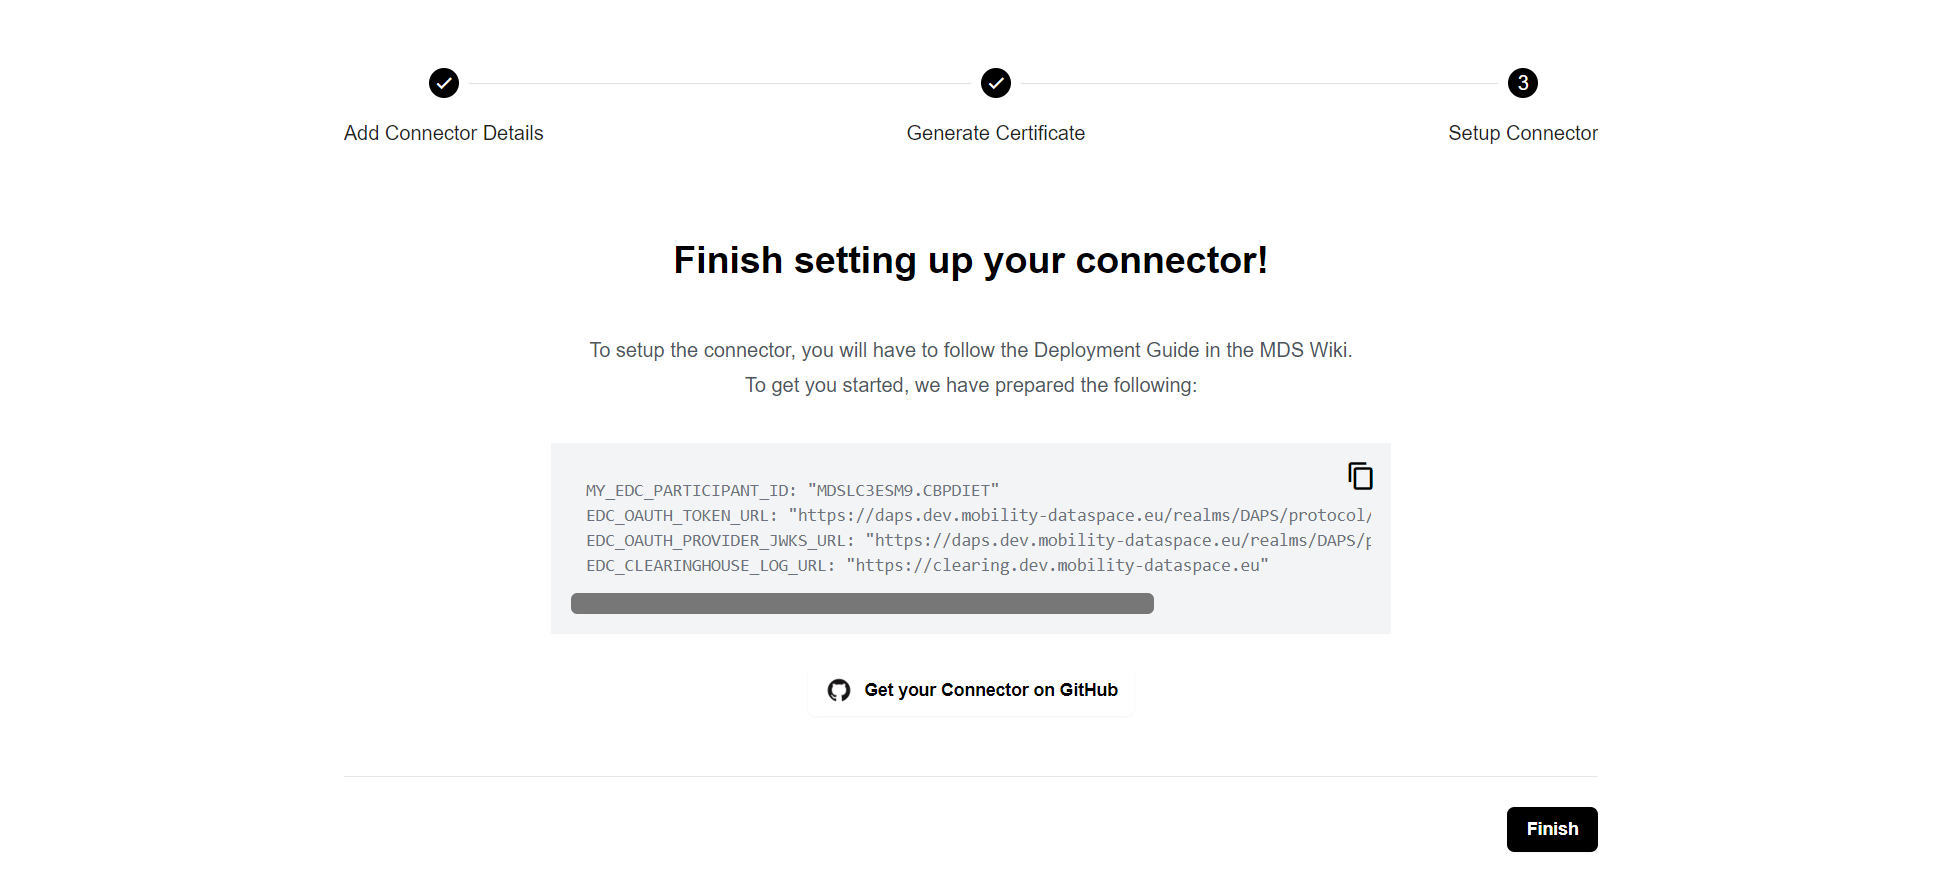 3
Add Connector Details
Generate Certificate
Setup Connector
Finish setting up your connector!
To setup the connector, you will have to follow the Deployment Guide in the MDS Wiki.
To get you started, we have prepared the following:
MY_EDC_PARTICIPANT_ID: "MDSLC3ESM9.CBPDIET"
EDC_OAUTH_TOKEN_URL: "https://daps.dev.mobility-dataspace.eu/realms/DAPS/protocol/
EDC_OAUTH_PROVIDER_JWKS_URL: "https://daps.dev.mobility-dataspace.eu/realms/DAPS/p
EDC_CLEARINGHOUSE_LOG_URL: "https://clearing.dev.mobility-dataspace.eu"
Get your Connector on GitHub
Finish